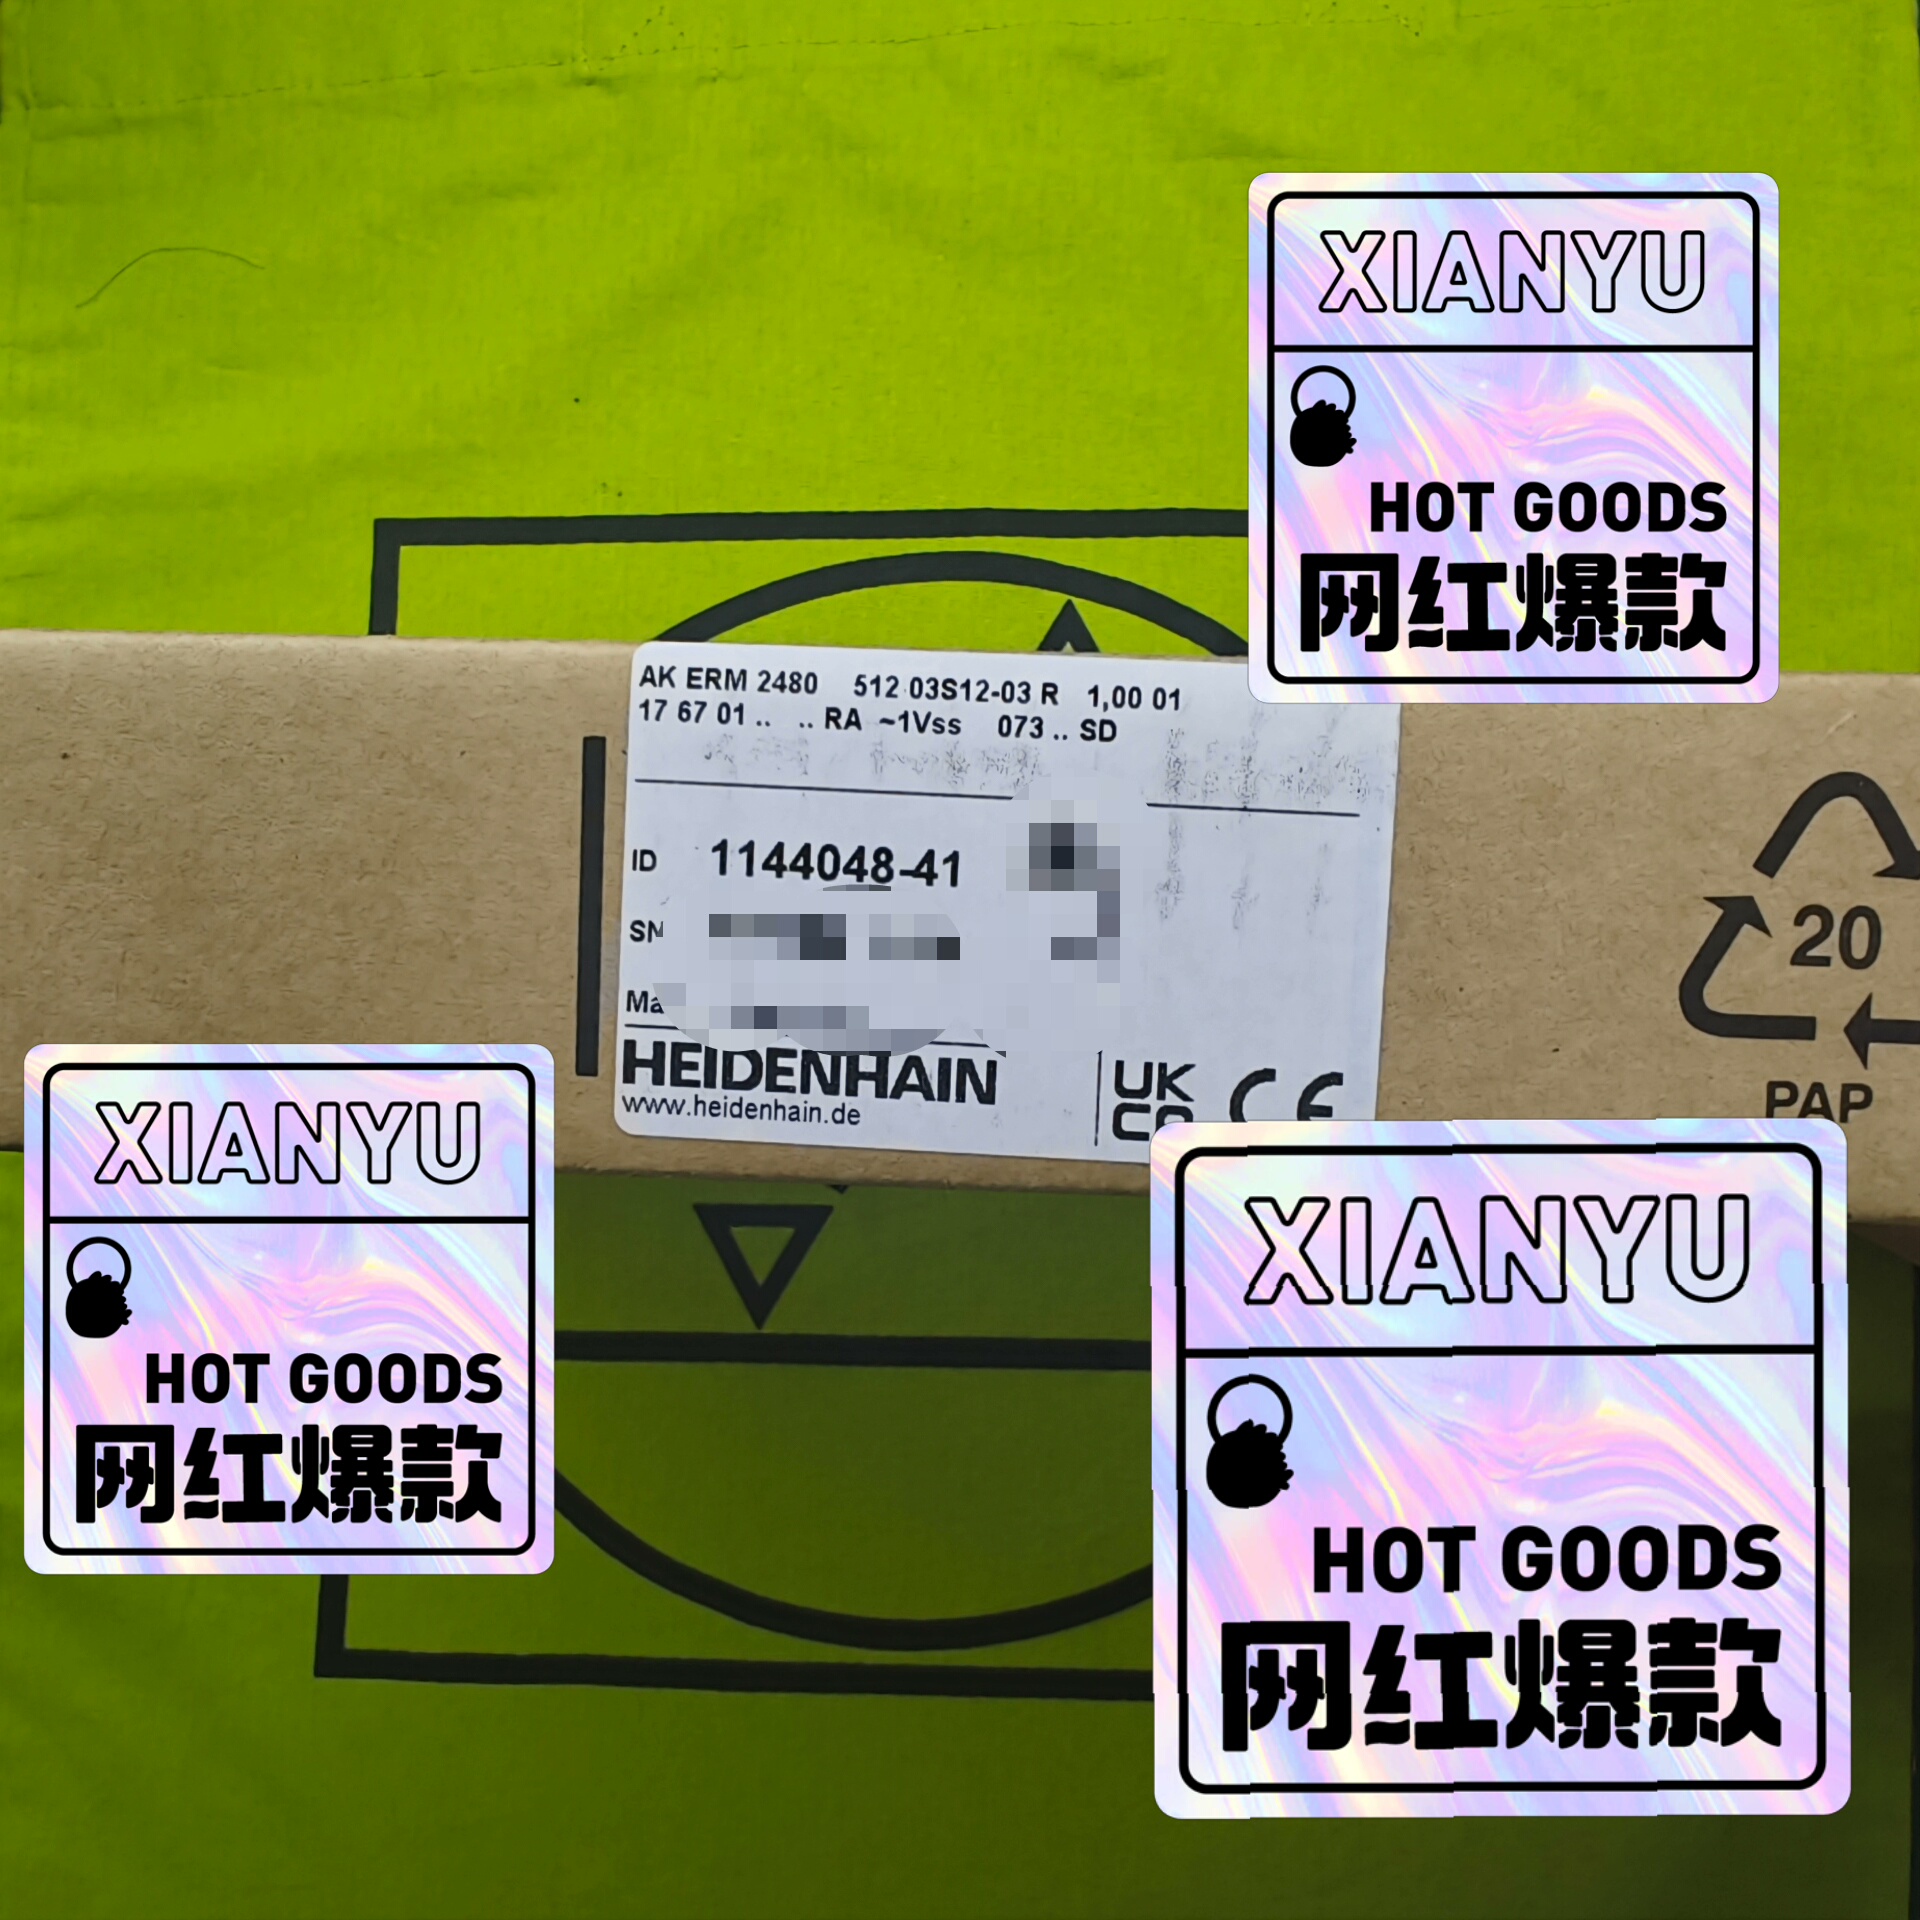 XIANYU
HOT GOODS
网红爆款
AK ERM 2480 512 03S12-03 R 1,00 01
17 67 01 .. .. RA ~1Vss 073 .. SD
ID 1144048-41
SN
Ma
HEIDENHAIN
www.heidenhain.de
UK
CA
CE
20
PAP
XIANYU
HOT GOODS
网红爆款
XIANYU
HOT GOODS
网红爆款